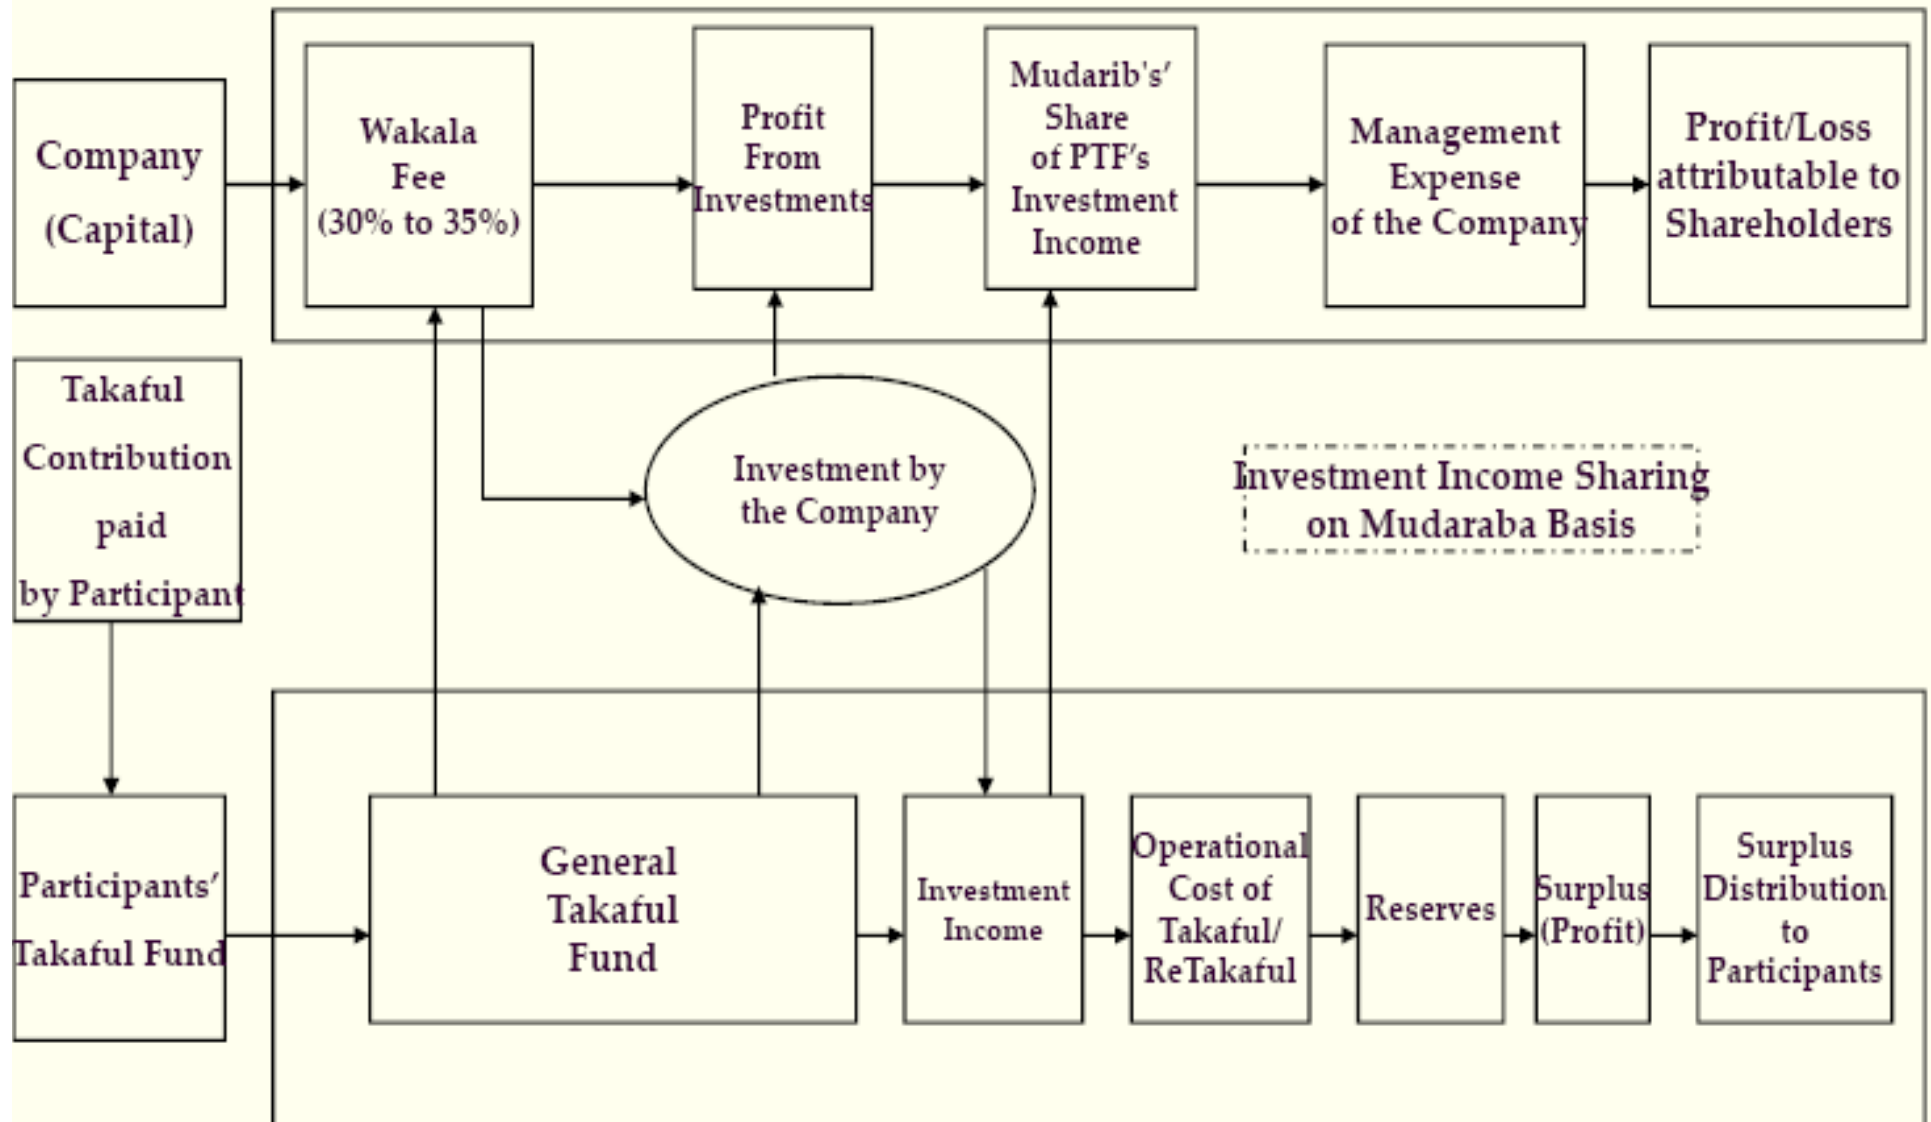 Company
(Capital)
Wakala
Fee
(30% to 35%)
Profit
From
Investments
Mudarib's’
Share
of PTF’s
Investment
Income
Management
Expense
of the Company
Profit/Loss
attributable to
Shareholders
Takaful
Contribution
paid
by Participant
Investment by
the Company
Investment Income Sharing
on Mudaraba Basis
Participants’
Takaful Fund
General
Takaful
Fund
Investment
Income
Operational
Cost of
Takaful/
ReTakaful
Reserves
Surplus
(Profit)
Surplus
Distribution
to
Participants